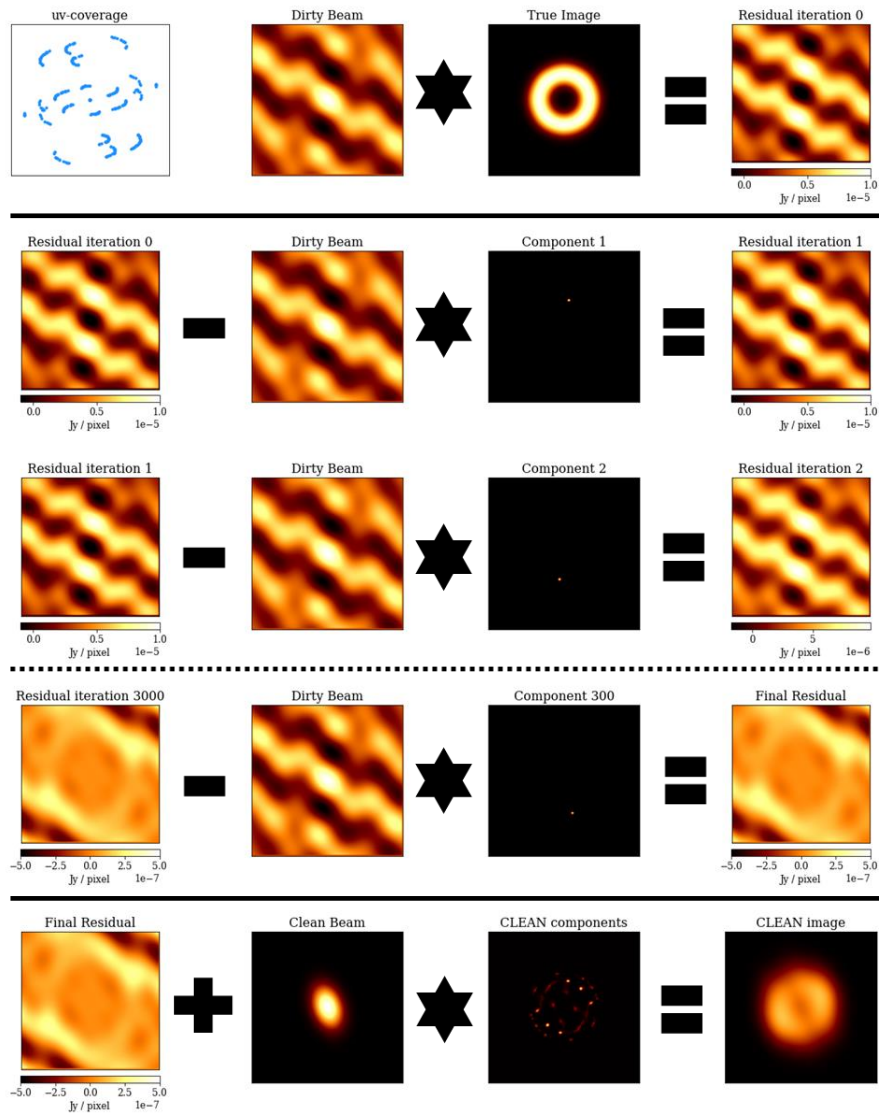 uv-coverage
Dirty Beam
True Image
Residual iteration 0
0.0 0.5 1.0
Jy / pixel 1e−5
Residual iteration 0
Dirty Beam
Component 1
Residual iteration 1
0.0 0.5 1.0
Jy / pixel 1e−5
0.0 0.5 1.0
Jy / pixel 1e−5
Residual iteration 1
Dirty Beam
Component 2
Residual iteration 2
0.0 0.5 1.0
Jy / pixel 1e−5
0 5
Jy / pixel 1e−6
Residual iteration 3000
Dirty Beam
Component 300
Final Residual
−5.0 −2.5 0.0 2.5 5.0
Jy / pixel 1e−7
−5.0 −2.5 0.0 2.5 5.0
Jy / pixel 1e−7
Final Residual
Clean Beam
CLEAN components
CLEAN image
−5.0 −2.5 0.0 2.5 5.0
Jy / pixel 1e−7